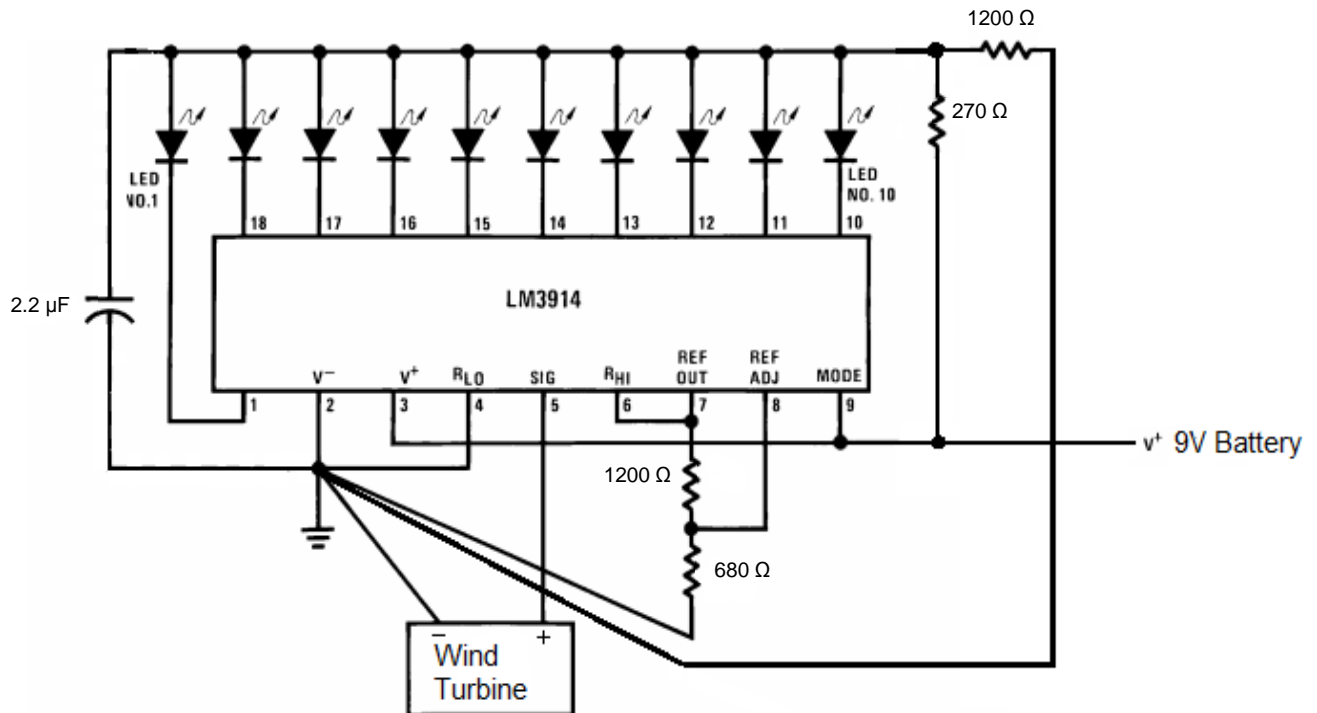 1200 Ω
270 Ω
LED
NO.1
LED
NO. 10
18 17 16 15 14 13 12 11 10
2.2 µF
LM3914
V⁻ V⁺ RLO SIG RHI REF OUT REF ADJ MODE
1 2 3 4 5 6 7 8 9
v⁺ 9V Battery
1200 Ω
680 Ω
− +
Wind
Turbine